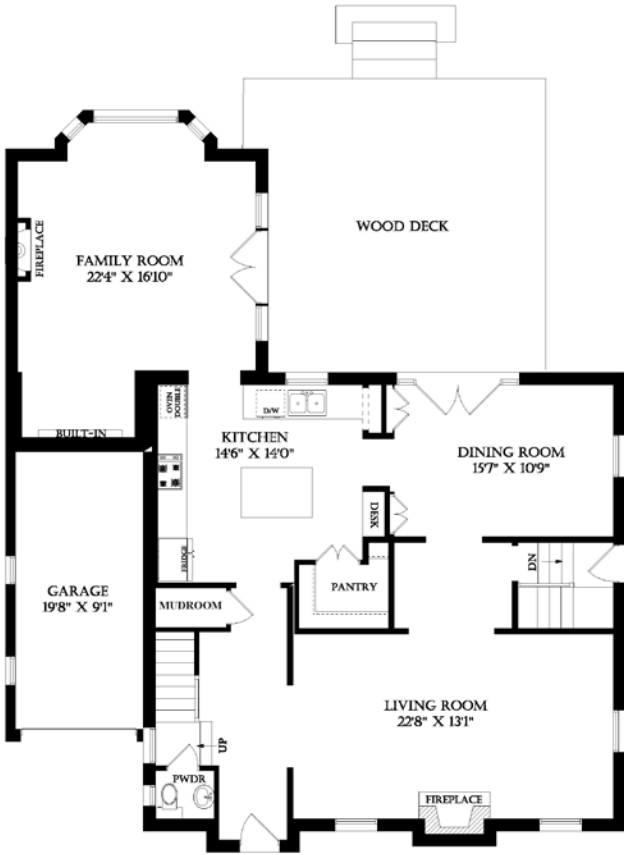 WOOD DECK
FIREPLACE
FAMILY ROOM
22'4" X 16'10"
OVEN
DOUBLE
D/W
BUILT-IN
KITCHEN
14'6" X 14'0"
DINING ROOM
15'7" X 10'9"
DESK
FRIDGE
PANTRY
DN
GARAGE
19'8" X 9'1"
MUDROOM
LIVING ROOM
22'8" X 13'1"
UP
PWDR
FIREPLACE